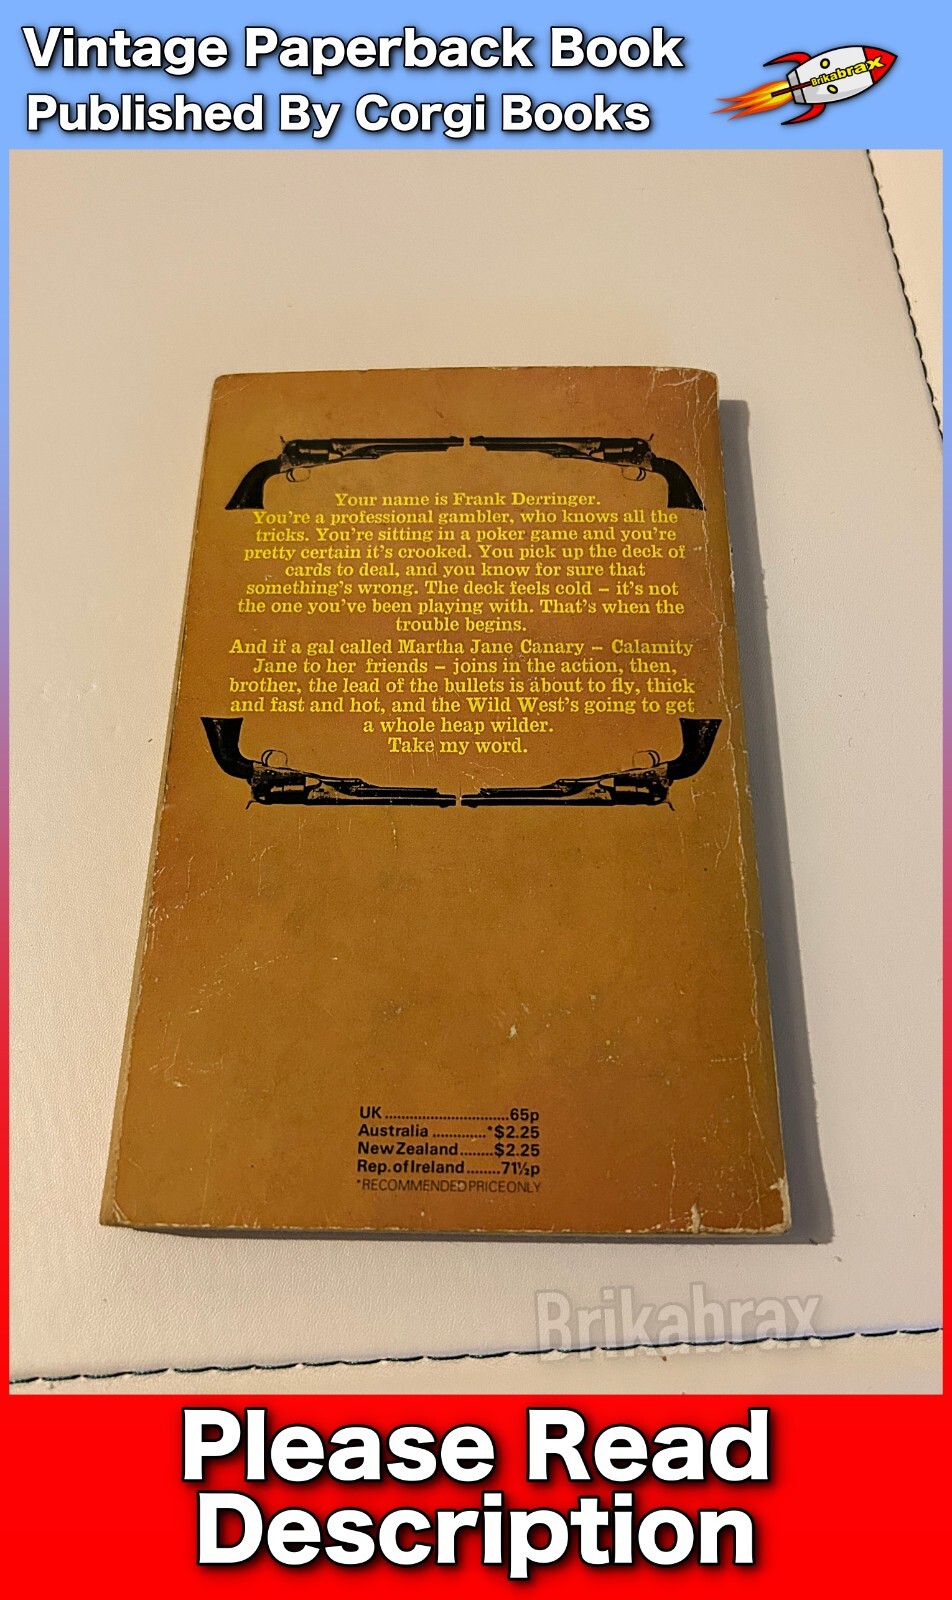 Vintage Paperback Book
Published By Corgi Books
Brikabrax
Your name is Frank Derringer.
You're a professional gambler, who knows all the
tricks. You're sitting in a poker game and you're
pretty certain it's crooked. You pick up the deck of
cards to deal, and you know for sure that
something's wrong. The deck feels cold – it's not
the one you've been playing with. That's when the
trouble begins.
And if a gal called Martha Jane Canary – Calamity
Jane to her friends – joins in the action, then,
brother, the lead of the bullets is about to fly, thick
and fast and hot, and the Wild West's going to get
a whole heap wilder.
Take my word.
UK ..............................65p
Australia .............*$2.25
New Zealand ........$2.25
Rep. of Ireland ........71½p
*RECOMMENDED PRICE ONLY
Brikabrax
Please Read
Description